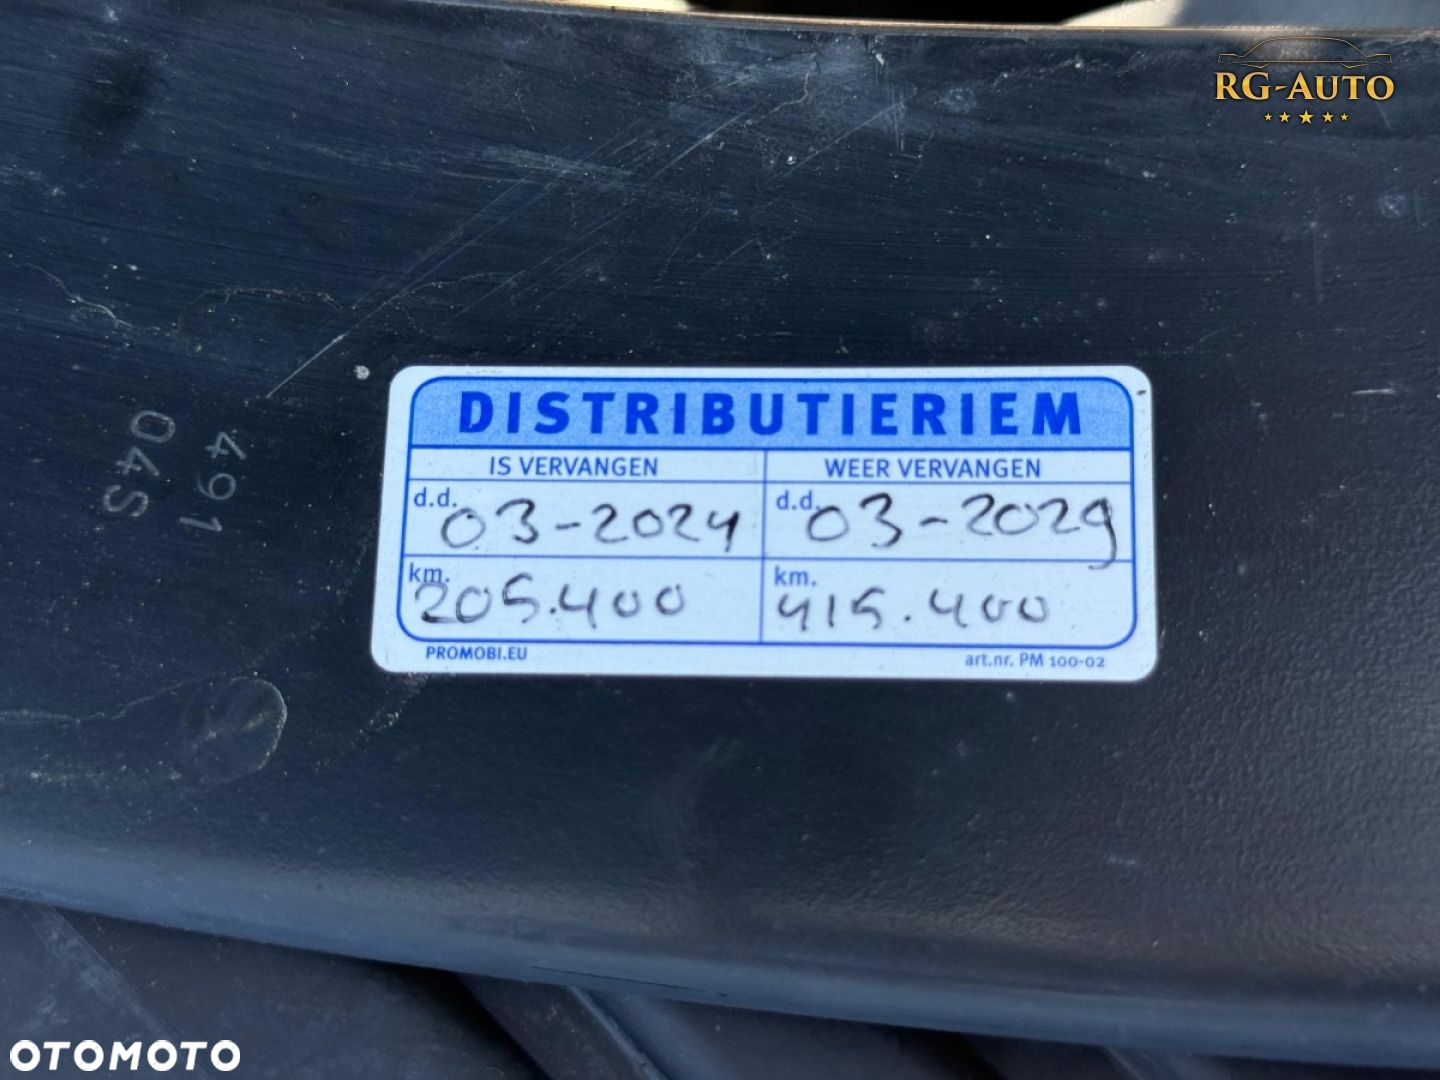 RG-AUTO
DISTRIBUTIERIEM
IS VERVANGEN
WEER VERVANGEN
d.d. 03-2024
d.d. 03-2029
km. 205.400
km. 415.400
PROMOBI.EU
art.nr. PM 100-02
491
04S
OTOMOTO